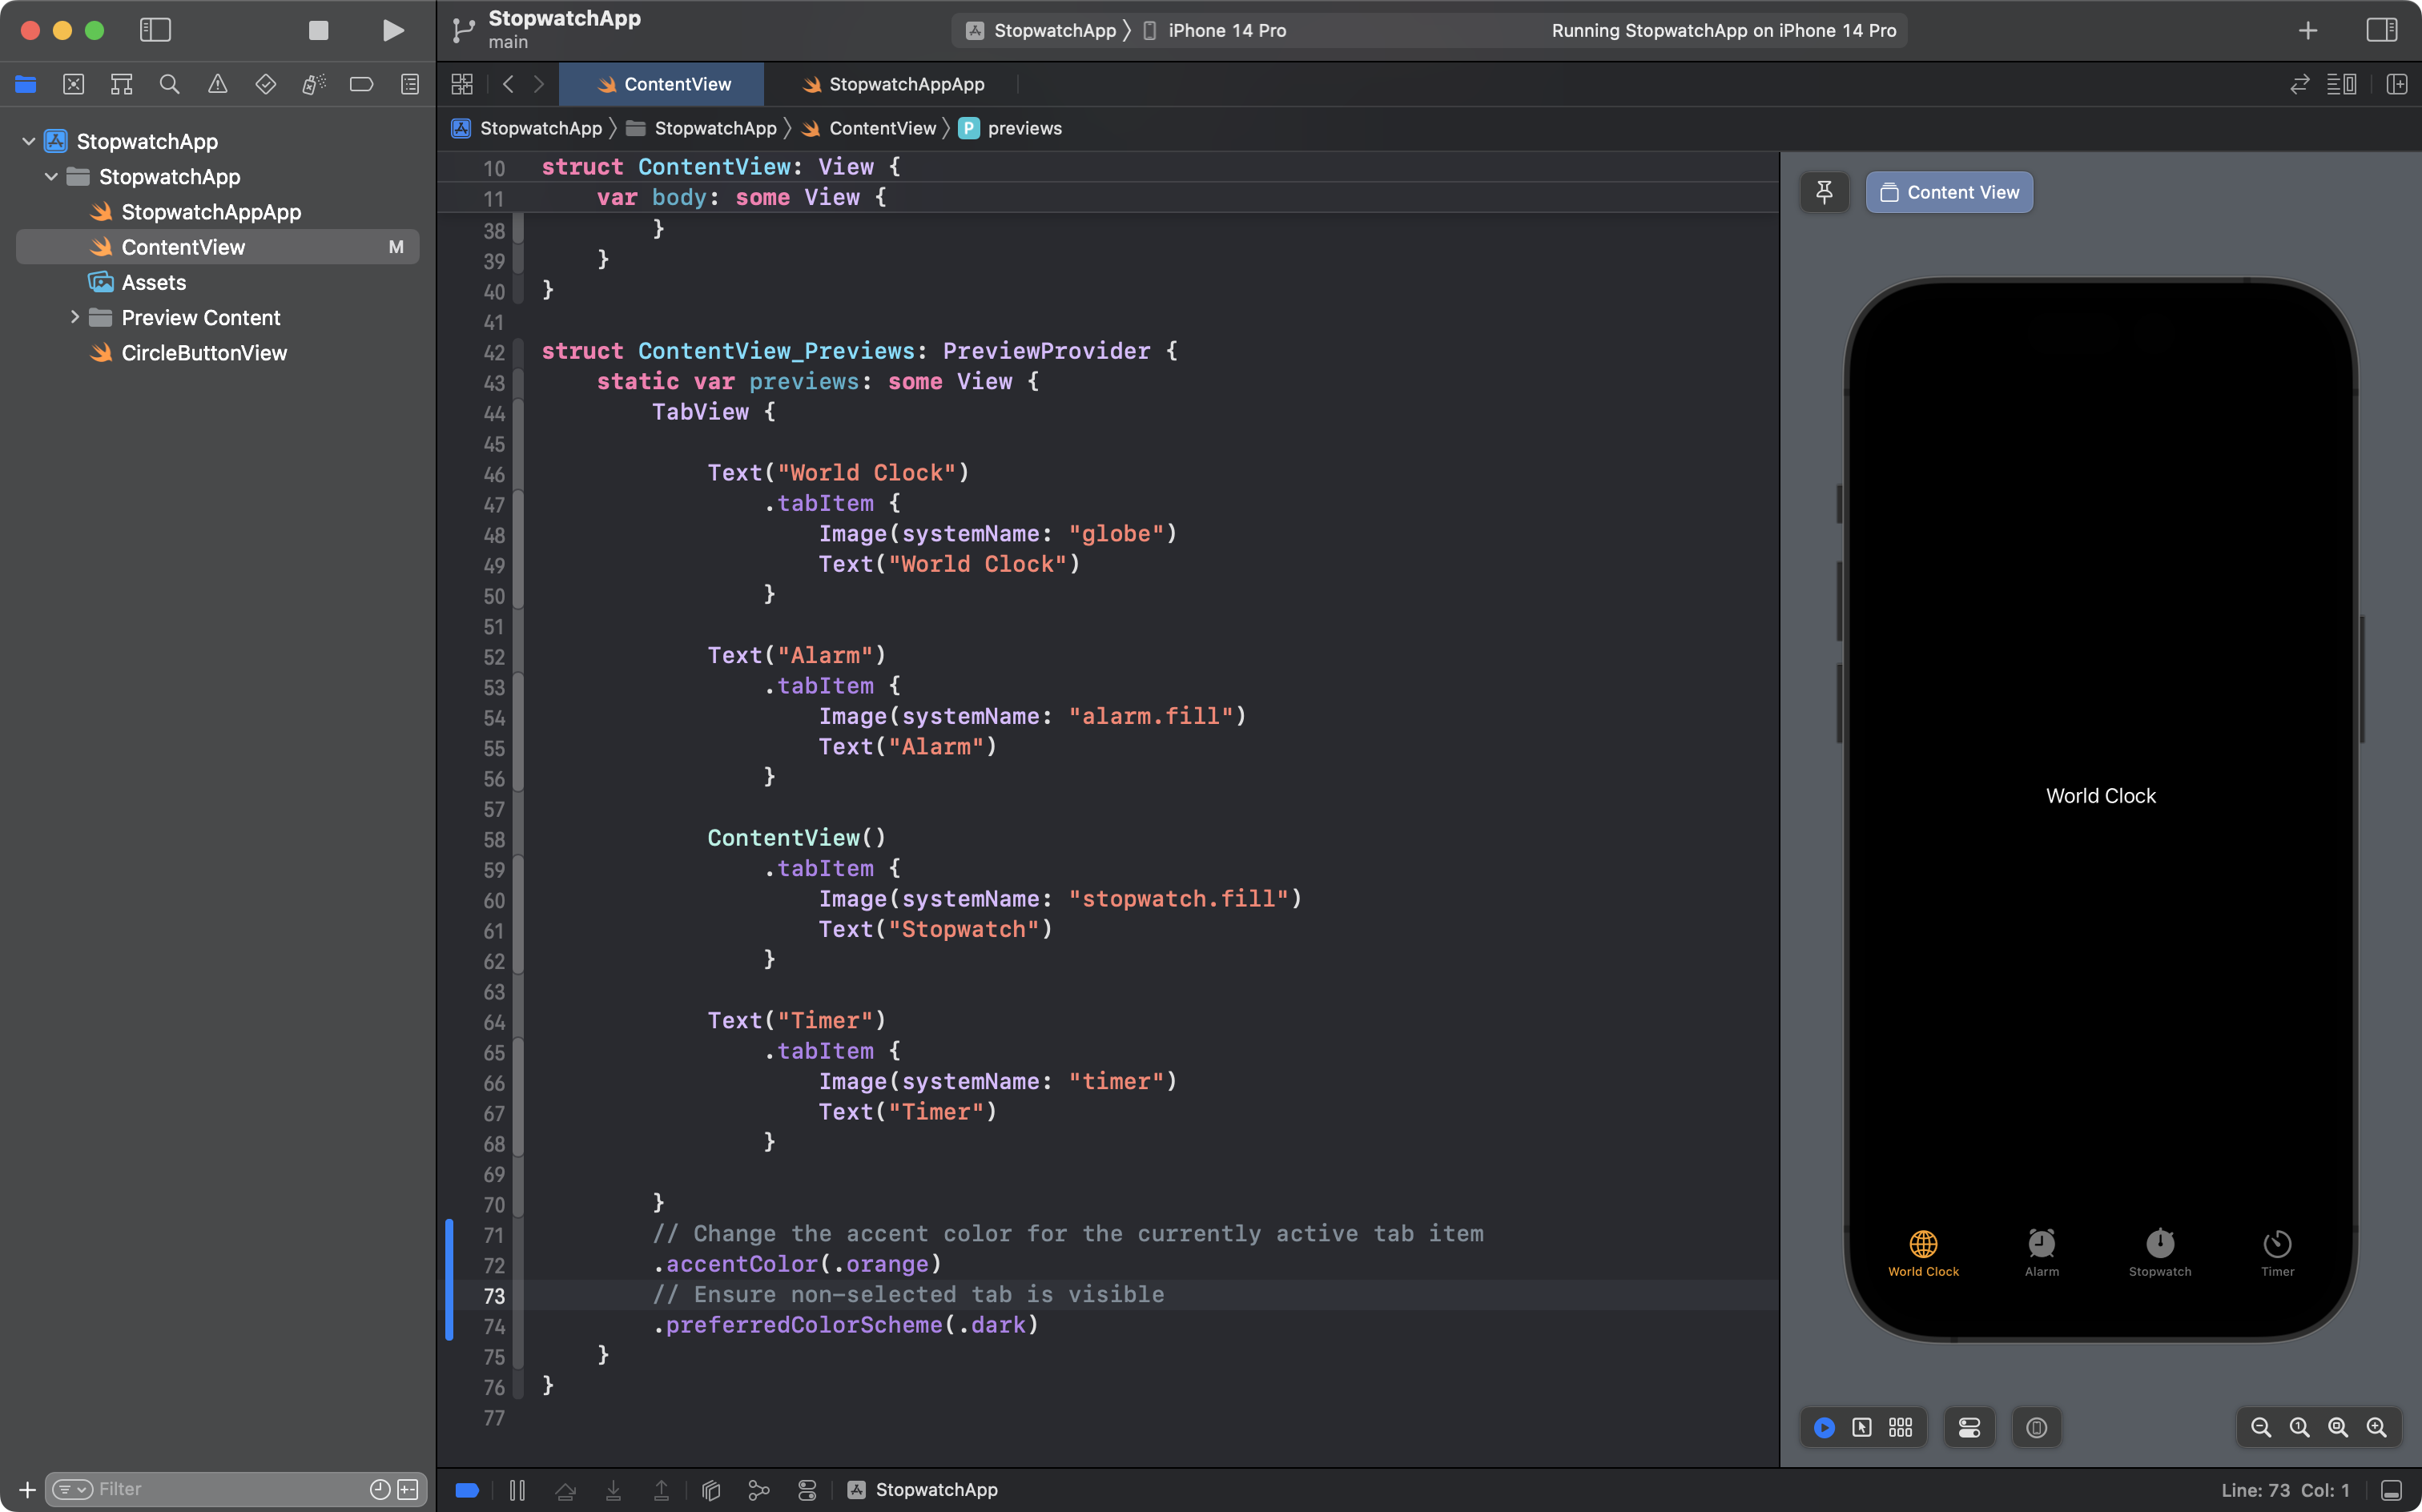 StopwatchApp
main
StopwatchApp
iPhone 14 Pro
Running StopwatchApp on iPhone 14 Pro
ContentView
StopwatchAppApp
StopwatchApp
StopwatchApp
ContentView
P previews
StopwatchApp
StopwatchApp
StopwatchAppApp
ContentView M
Assets
Preview Content
CircleButtonView
10 struct ContentView: View {
11     var body: some View {
38         }
39     }
40 }
41
42 struct ContentView_Previews: PreviewProvider {
43     static var previews: some View {
44         TabView {
45
46             Text("World Clock")
47                 .tabItem {
48                     Image(systemName: "globe")
49                     Text("World Clock")
50                 }
51
52             Text("Alarm")
53                 .tabItem {
54                     Image(systemName: "alarm.fill")
55                     Text("Alarm")
56                 }
57
58             ContentView()
59                 .tabItem {
60                     Image(systemName: "stopwatch.fill")
61                     Text("Stopwatch")
62                 }
63
64             Text("Timer")
65                 .tabItem {
66                     Image(systemName: "timer")
67                     Text("Timer")
68                 }
69
70         }
71         // Change the accent color for the currently active tab item
72         .accentColor(.orange)
73         // Ensure non-selected tab is visible
74         .preferredColorScheme(.dark)
75     }
76 }
77
Content View
World Clock
World Clock
Alarm
Stopwatch
Timer
Filter
StopwatchApp
Line: 73 Col: 1